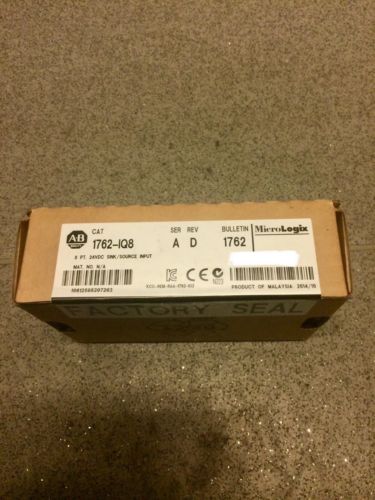 AB
CAT
1762-IQ8
SER REV
A D
BULLETIN
1762
MicroLogix
8 PT. 24VDC SINK/SOURCE INPUT
MAT. NO. N/A
PRODUCT OF MALAYSIA
FACTORY SEAL